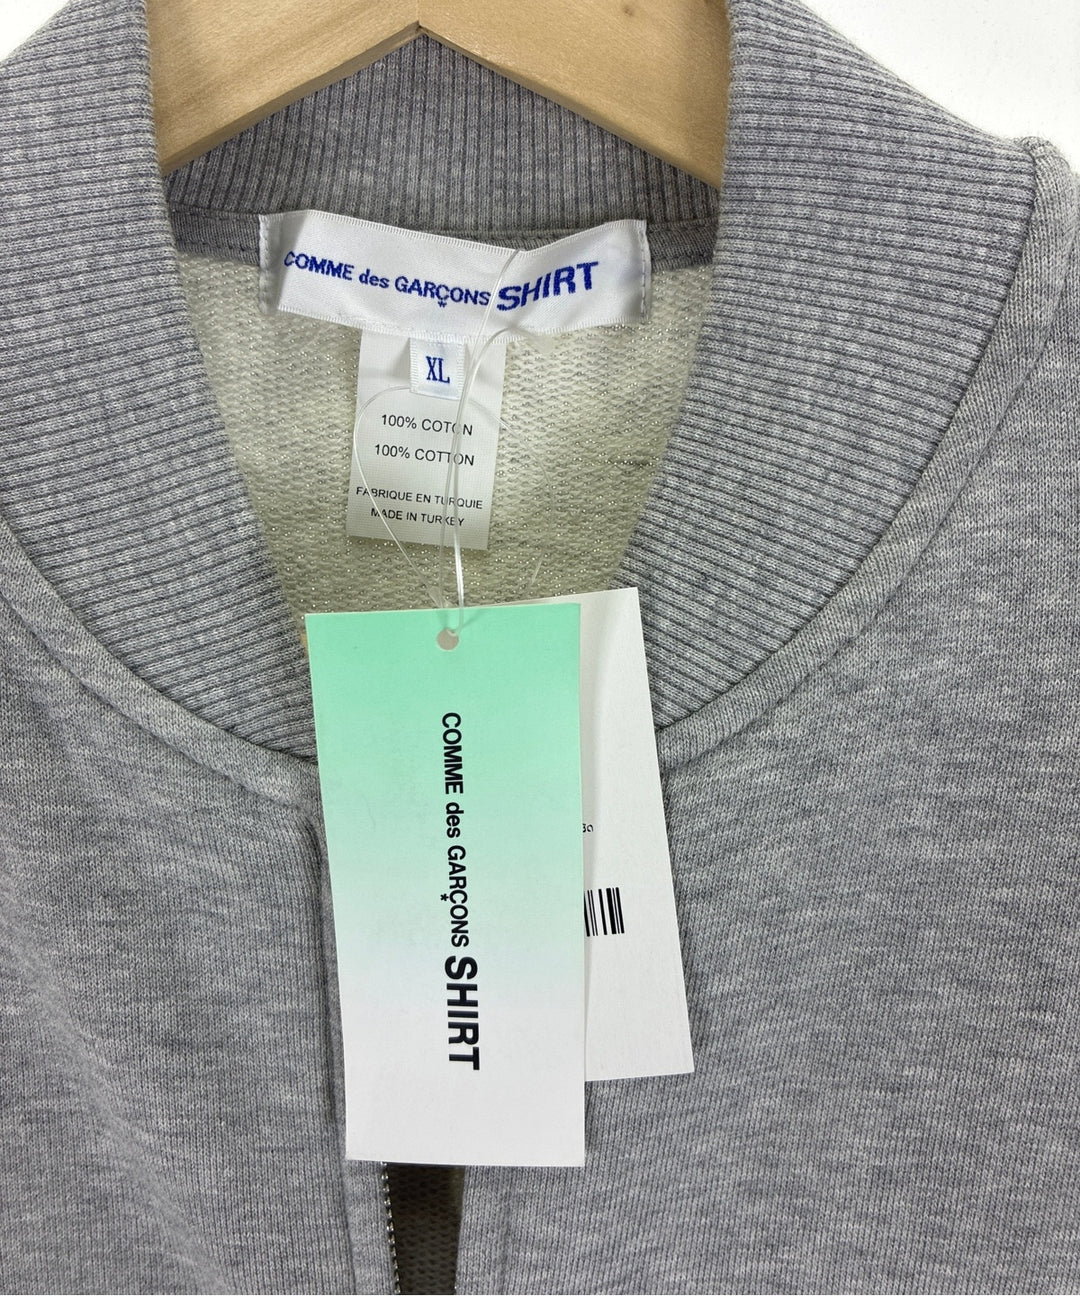 COMME des GARÇONS SHIRT
XL
100% COTON
100% COTTON
FABRIQUE EN TURQUIE
MADE IN TURKEY
COMME des GARÇONS SHIRT